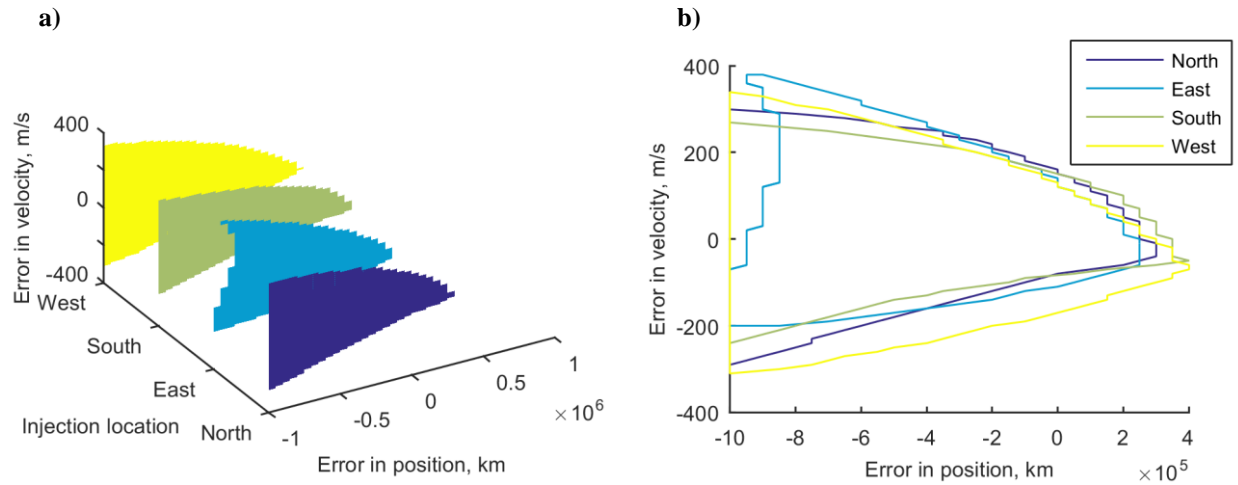 a)
Error in velocity, m/s
400
200
0
-400
West
South
East
North
Injection location
-1
-0.5
0
0.5
1
× 10^6
Error in position, km
b)
North
East
South
West
Error in velocity, m/s
400
200
0
-200
-400
-10
-8
-6
-4
-2
0
2
4
× 10^5
Error in position, km